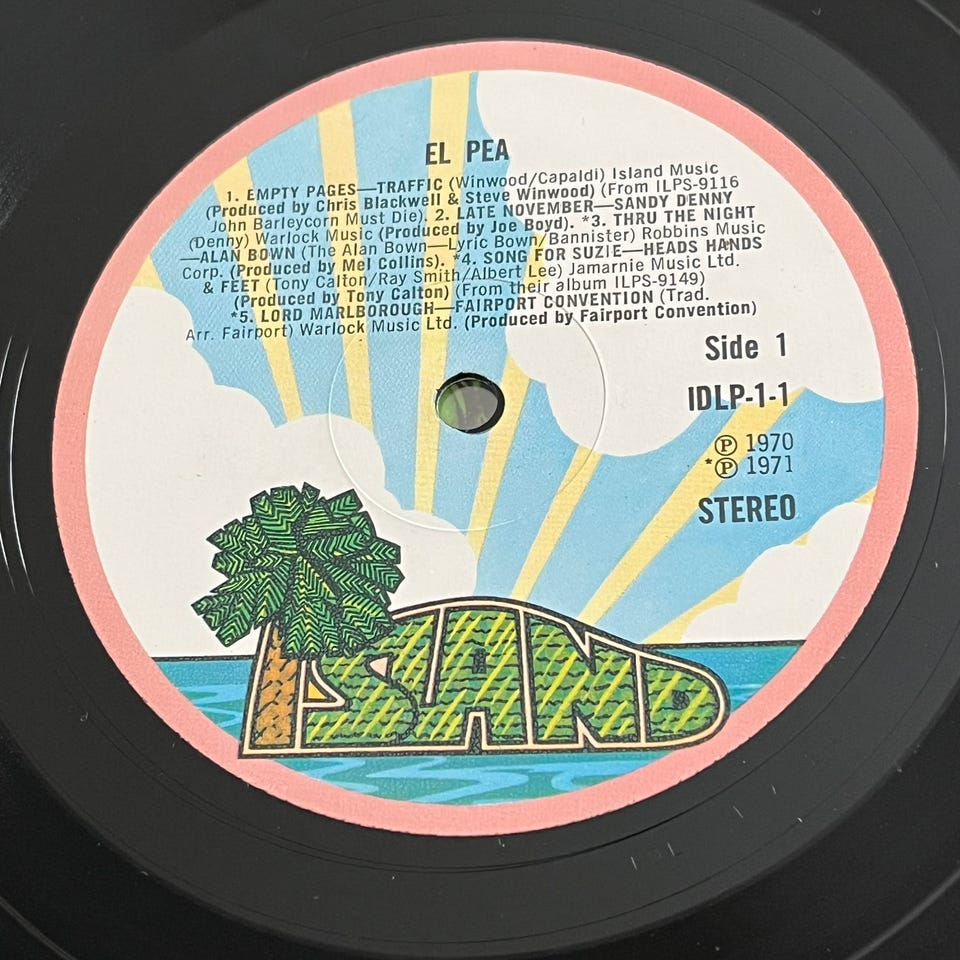 EL PEA
1. EMPTY PAGES—TRAFFIC (Winwood/Capaldi) Island Music
(Produced by Chris Blackwell & Steve Winwood) (From ILPS-9116
John Barleycorn Must Die). 2. LATE NOVEMBER—SANDY DENNY
(Denny) Warlock Music (Produced by Joe Boyd). *3. THRU THE NIGHT
—ALAN BOWN (The Alan Bown—Lyric Bown/Bannister) Robbins Music
Corp. (Produced by Mel Collins). *4. SONG FOR SUZIE—HEADS HANDS
& FEET (Tony Calton/Ray Smith/Albert Lee) Jamarnie Music Ltd.
(Produced by Tony Calton) (From their album ILPS-9149)
*5. LORD MARLBOROUGH—FAIRPORT CONVENTION (Trad.
Arr. Fairport) Warlock Music Ltd. (Produced by Fairport Convention)
Side 1
IDLP-1-1
Ⓟ 1970
*Ⓟ 1971
STEREO
ISLAND